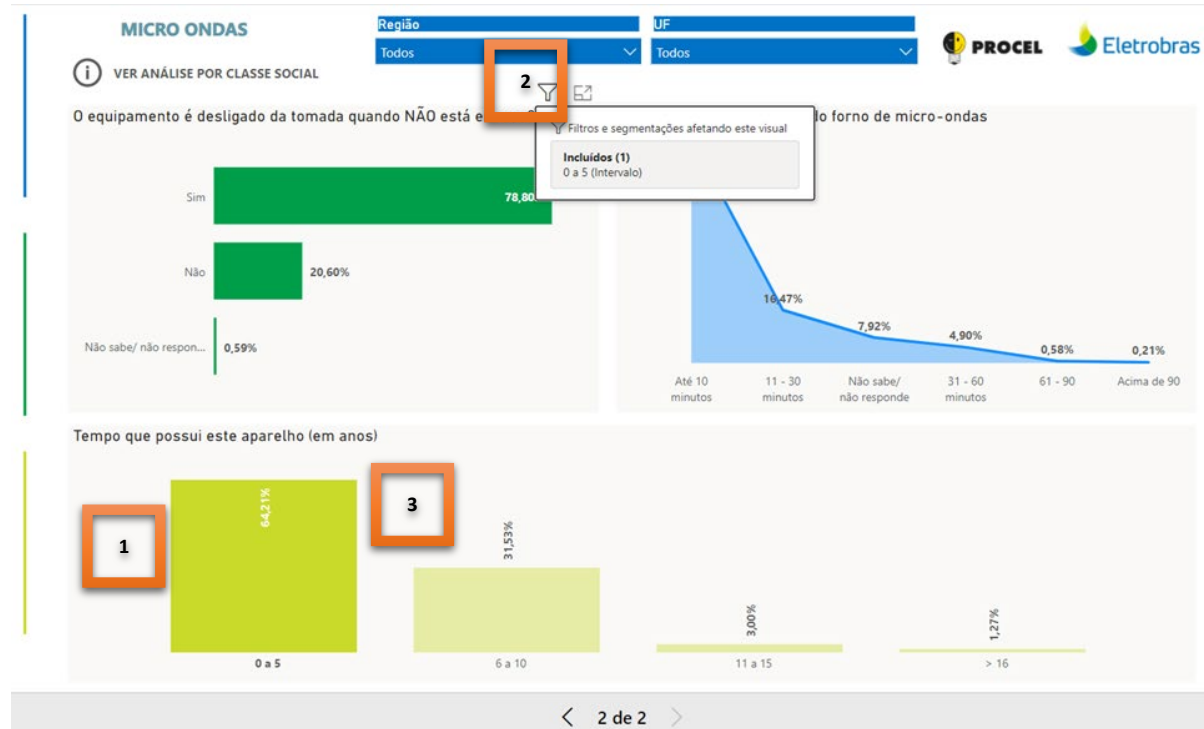 MICRO ONDAS
Região
UF
Todos
Todos
PROCEL
Eletrobras
i
VER ANÁLISE POR CLASSE SOCIAL
2
O equipamento é desligado da tomada quando NÃO está e
do forno de micro-ondas
Filtros e segmentações afetando este visual
Incluídos (1)
0 a 5 (Intervalo)
Sim
78,80
Não
20,60%
Não sabe/ não respon...
0,59%
16,47%
7,92%
4,90%
0,58%
0,21%
Até 10 minutos
11 - 30 minutos
Não sabe/ não responde
31 - 60 minutos
61 - 90
Acima de 90
Tempo que possui este aparelho (em anos)
1
3
64,21%
31,53%
3,00%
1,27%
0 a 5
6 a 10
11 a 15
> 16
2 de 2